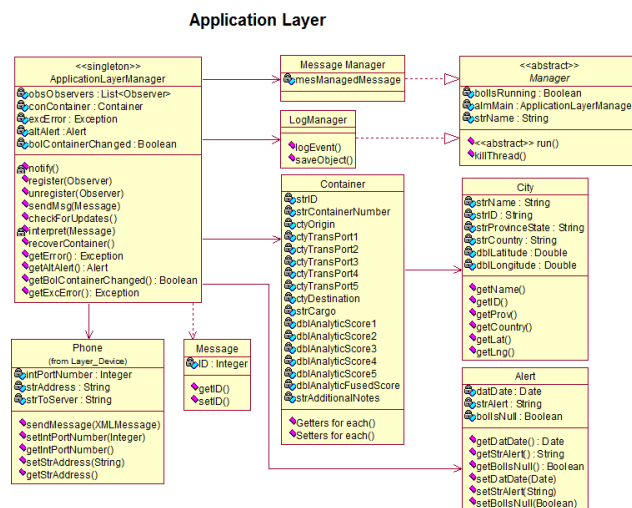 Application Layer
<<singleton>>
ApplicationLayerManager
obsObservers : List<Observer>
conContainer : Container
excError : Exception
altAlert : Alert
bolContainerChanged : Boolean
notify()
register(Observer)
unregister(Observer)
sendMsg(Message)
checkForUpdates()
interpret(Message)
recoverContainer()
getError() : Exception
getAltAlert() : Alert
getBolContainerChanged() : Boolean
getExcError() : Exception
Message Manager
mesManagedMessage
<<abstract>>
Manager
bolIsRunning : Boolean
almMain : ApplicationLayerManage
strName : String
<<abstract>> run()
killThread()
LogManager
logEvent()
saveObject()
Container
strID
strContainerNumber
ctyOrigin
ctyTransPort1
ctyTransPort2
ctyTransPort3
ctyTransPort4
ctyTransPort5
ctyDestination
strCargo
dblAnalyticScore1
dblAnalyticScore2
dblAnalyticScore3
dblAnalyticScore4
dblAnalyticScore5
dblAnalyticFusedScore
strAdditionalNotes
Getters for each()
Setters for each()
City
strName : String
strID : String
strProvinceState : String
strCounty : String
dblLatitude : Double
dblLongitude : Double
getName()
getID()
getProv()
getCountry()
getLat()
getLng()
Phone
(from Layer_Device)
intPortNumber : Integer
strAddress : String
strToServer : String
sendMessage(XMLMessage)
setIntPortNumber(Integer)
getIntPortNumber()
setStrAddress(String)
getStrAddress()
Message
ID : Integer
getID()
setID()
Alert
datDate : Date
strAlert : String
bolIsNull : Boolean
getDatDate() : Date
getStrAlert() : String
getBolIsNull() : Boolean
setDatDate(Date)
setStrAlert(String)
setBolIsNull(Boolean)